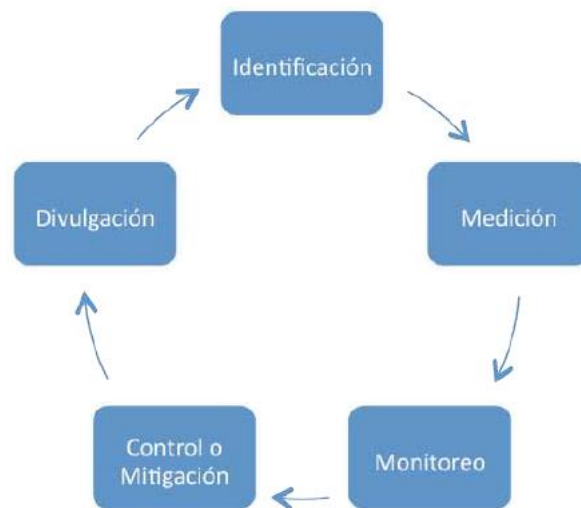 Identificación
Medición
Monitoreo
Control o
Mitigación
Divulgación